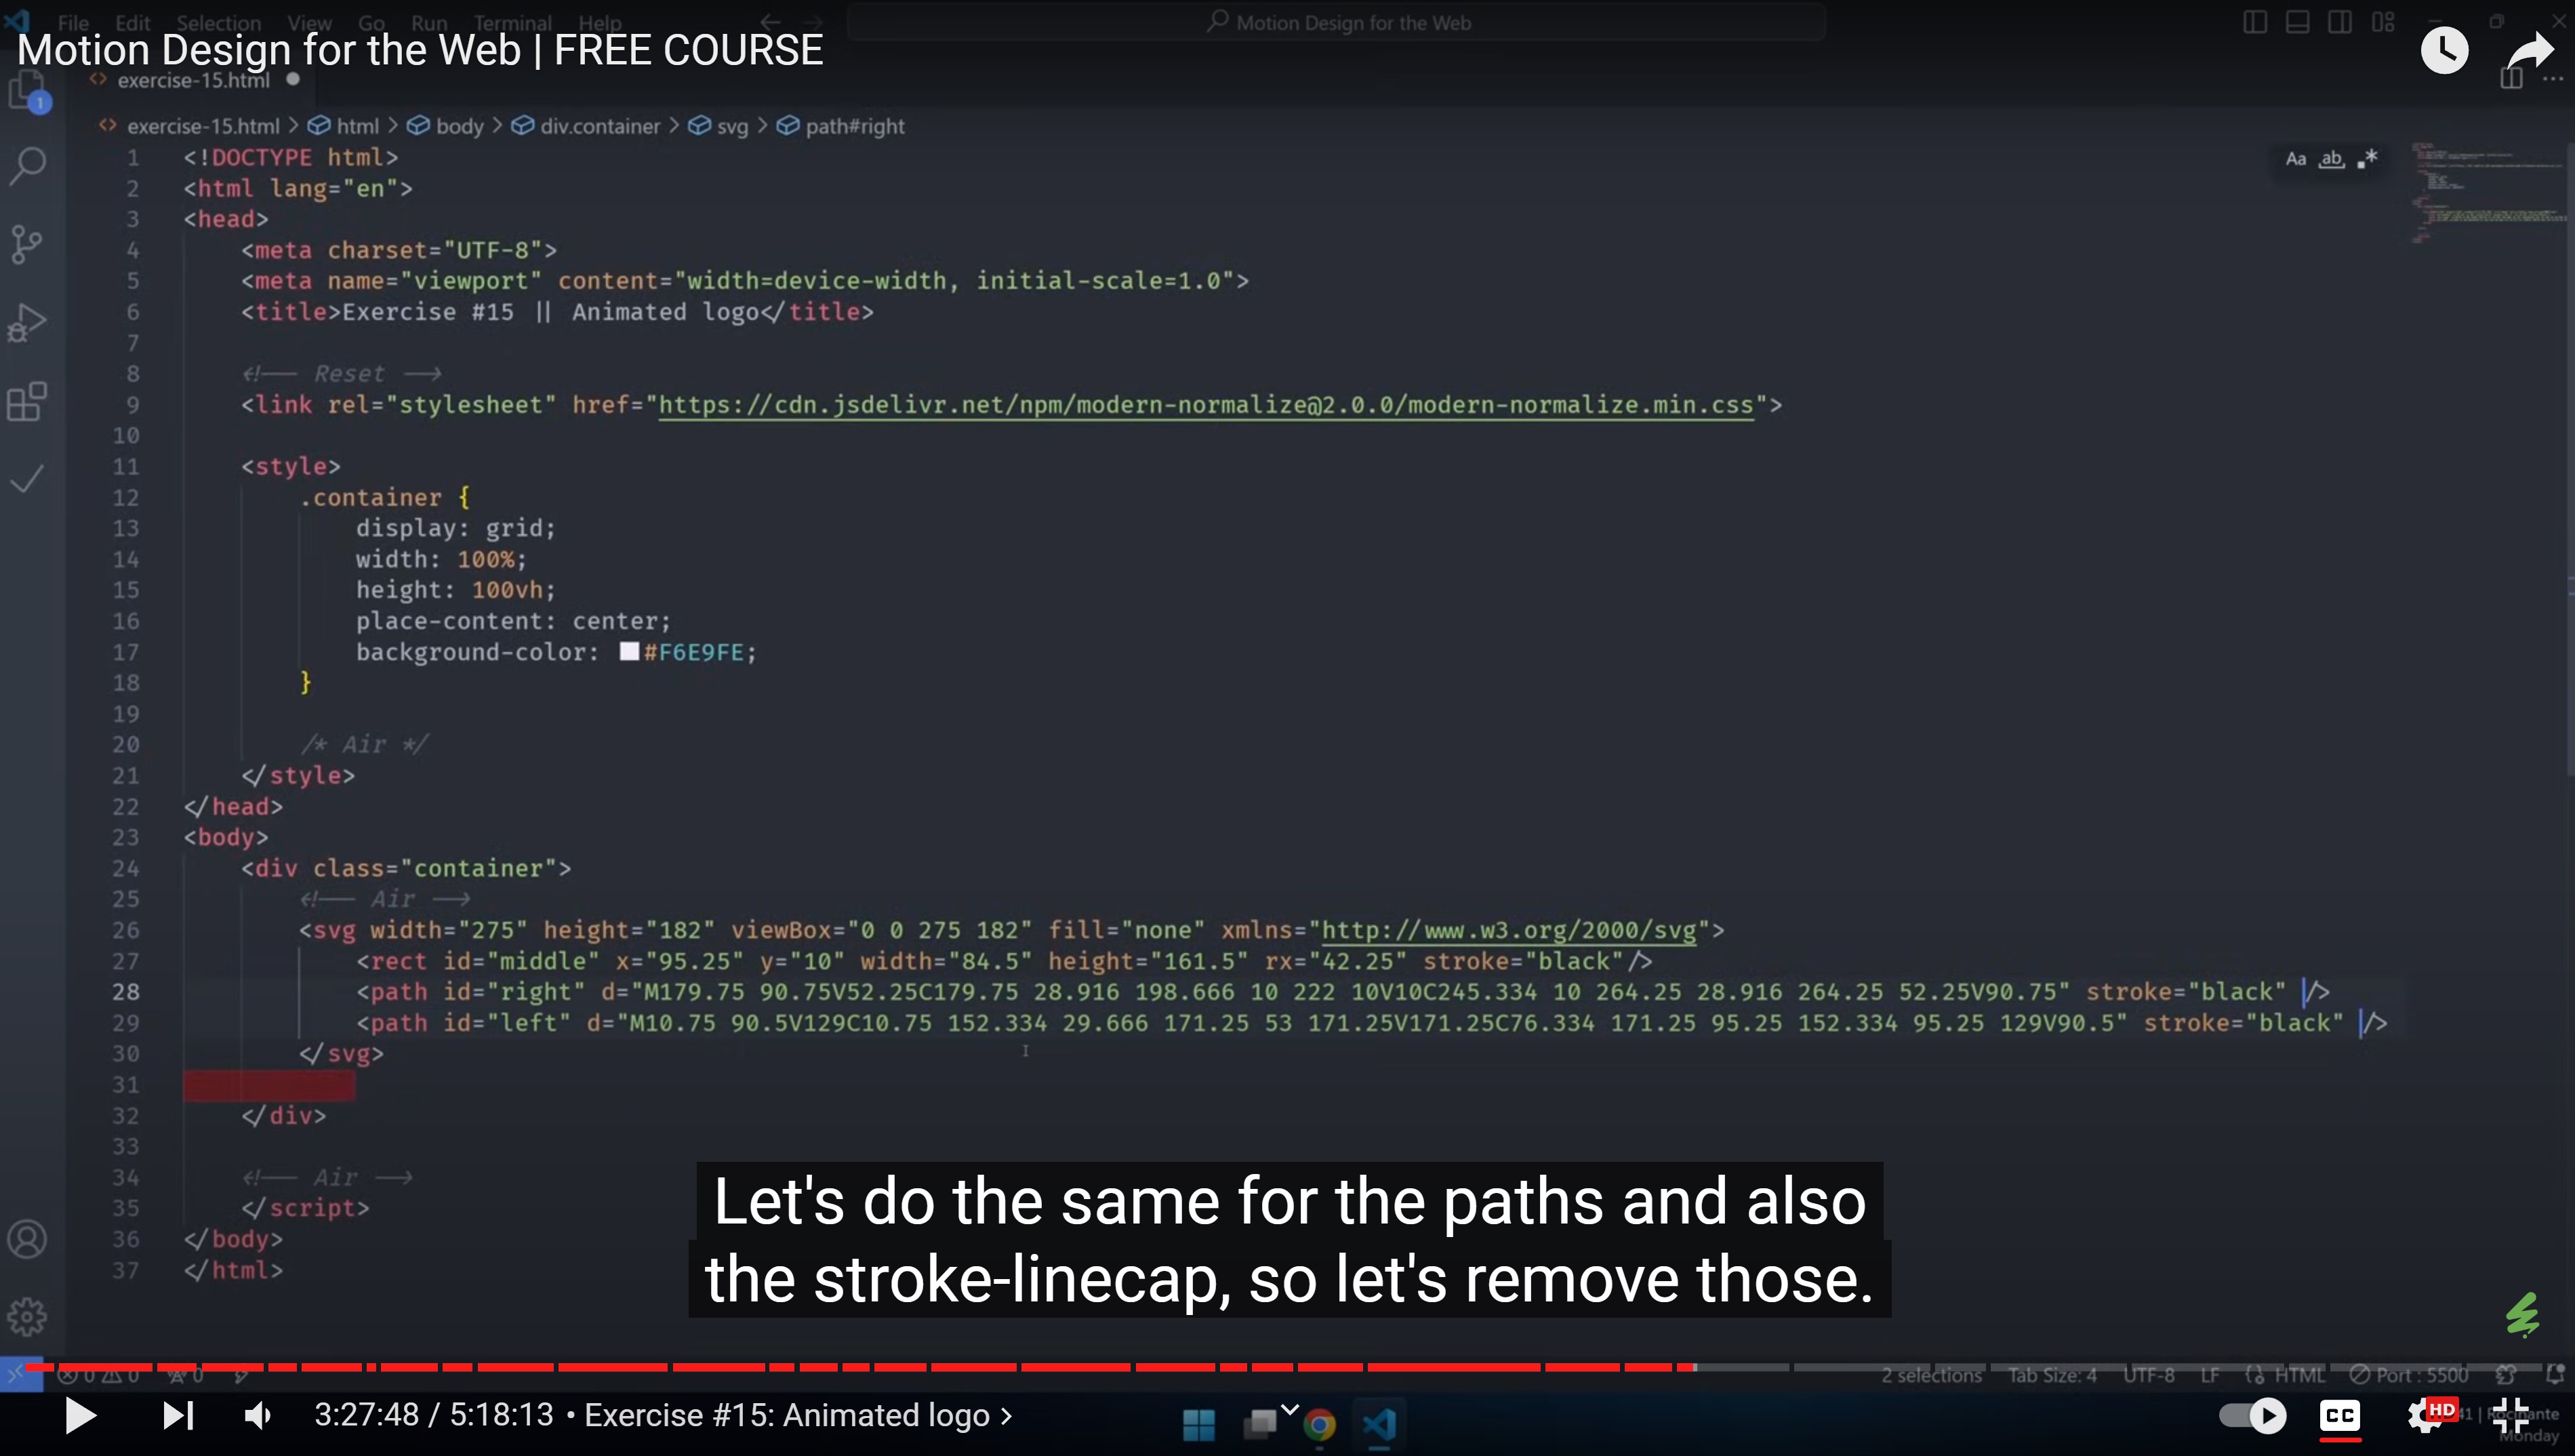 File Edit Selection View Go Run Terminal Help
Motion Design for the Web
Motion Design for the Web | FREE COURSE
exercise-15.html
1
exercise-15.html > html > body > div.container > svg > path#right
Aa ab
1 <!DOCTYPE html>
2 <html lang="en">
3 <head>
4 <meta charset="UTF-8">
5 <meta name="viewport" content="width=device-width, initial-scale=1.0">
6 <title>Exercise #15 || Animated logo</title>
7
8 <!-- Reset -->
9 <link rel="stylesheet" href="https://cdn.jsdelivr.net/npm/modern-normalize@2.0.0/modern-normalize.min.css">
10
11 <style>
12 .container {
13 display: grid;
14 width: 100%;
15 height: 100vh;
16 place-content: center;
17 background-color: #F6E9FE;
18 }
19
20 /* Air */
21 </style>
22 </head>
23 <body>
24 <div class="container">
25 <!-- Air -->
26 <svg width="275" height="182" viewBox="0 0 275 182" fill="none" xmlns="http://www.w3.org/2000/svg">
27 <rect id="middle" x="95.25" y="10" width="84.5" height="161.5" rx="42.25" stroke="black"/>
28 <path id="right" d="M179.75 90.75V52.25C179.75 28.916 198.666 10 222 10V10C245.334 10 264.25 28.916 264.25 52.25V90.75" stroke="black" />
29 <path id="left" d="M10.75 90.5V129C10.75 152.334 29.666 171.25 53 171.25V171.25C76.334 171.25 95.25 152.334 95.25 129V90.5" stroke="black" />
30 </svg>
31
32 </div>
33
34 <!-- Air -->
35 </script>
36 </body>
37 </html>
Let's do the same for the paths and also
the stroke-linecap, so let's remove those.
0 0 0 2 selections Tab Size: 4 UTF-8 LF HTML Port : 5500
3:27:48 / 5:18:13 • Exercise #15: Animated logo >
CC HD 41 | Rocinante
Monday